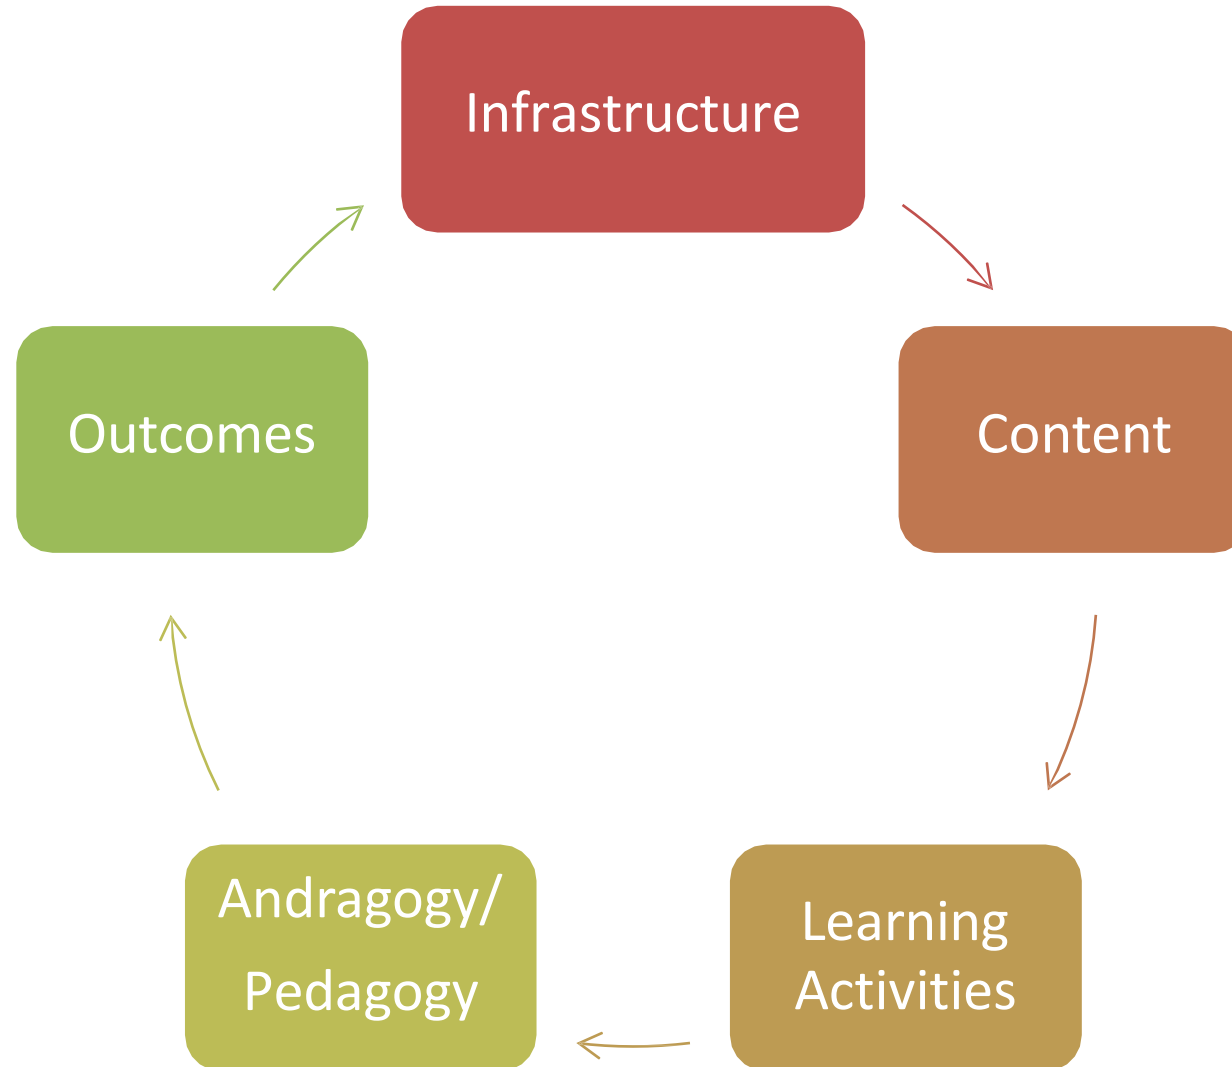 Infrastructure
Content
Learning
Activities
Andragogy/
Pedagogy
Outcomes